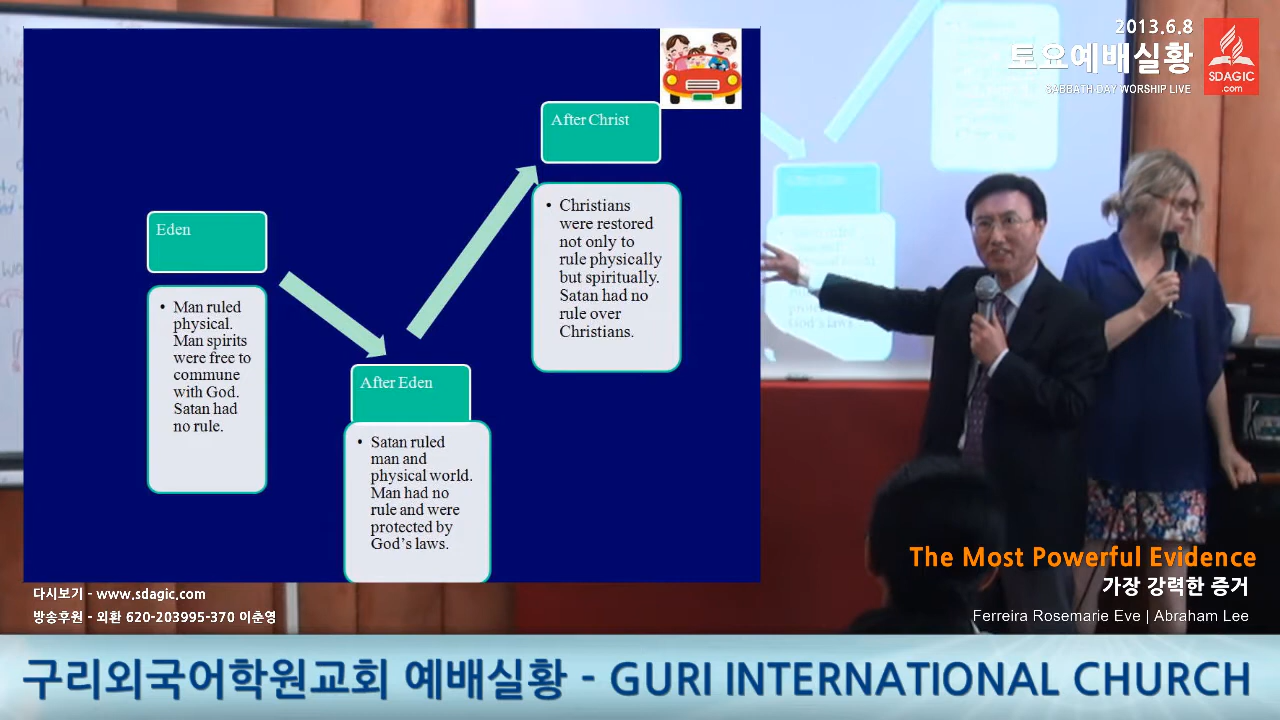 2013.6.8
토요예배실황
SABBATH DAY WORSHIP LIVE
SDAGIC
.com
After Christ
• Christians
were restored
not only to
rule physically
but spiritually.
Satan had no
rule over
Christians.
Eden
• Man ruled
physical.
Man spirits
were free to
commune
with God.
Satan had
no rule.
After Eden
• Satan ruled
man and
physical world.
Man had no
rule and were
protected by
God's laws.
The Most Powerful Evidence
가장 강력한 증거
Ferreira Rosemarie Eve | Abraham Lee
다시보기 - www.sdagic.com
방송후원 - 외환 620-203995-370 이춘영
구리외국어학원교회 예배실황 - GURI INTERNATIONAL CHURCH